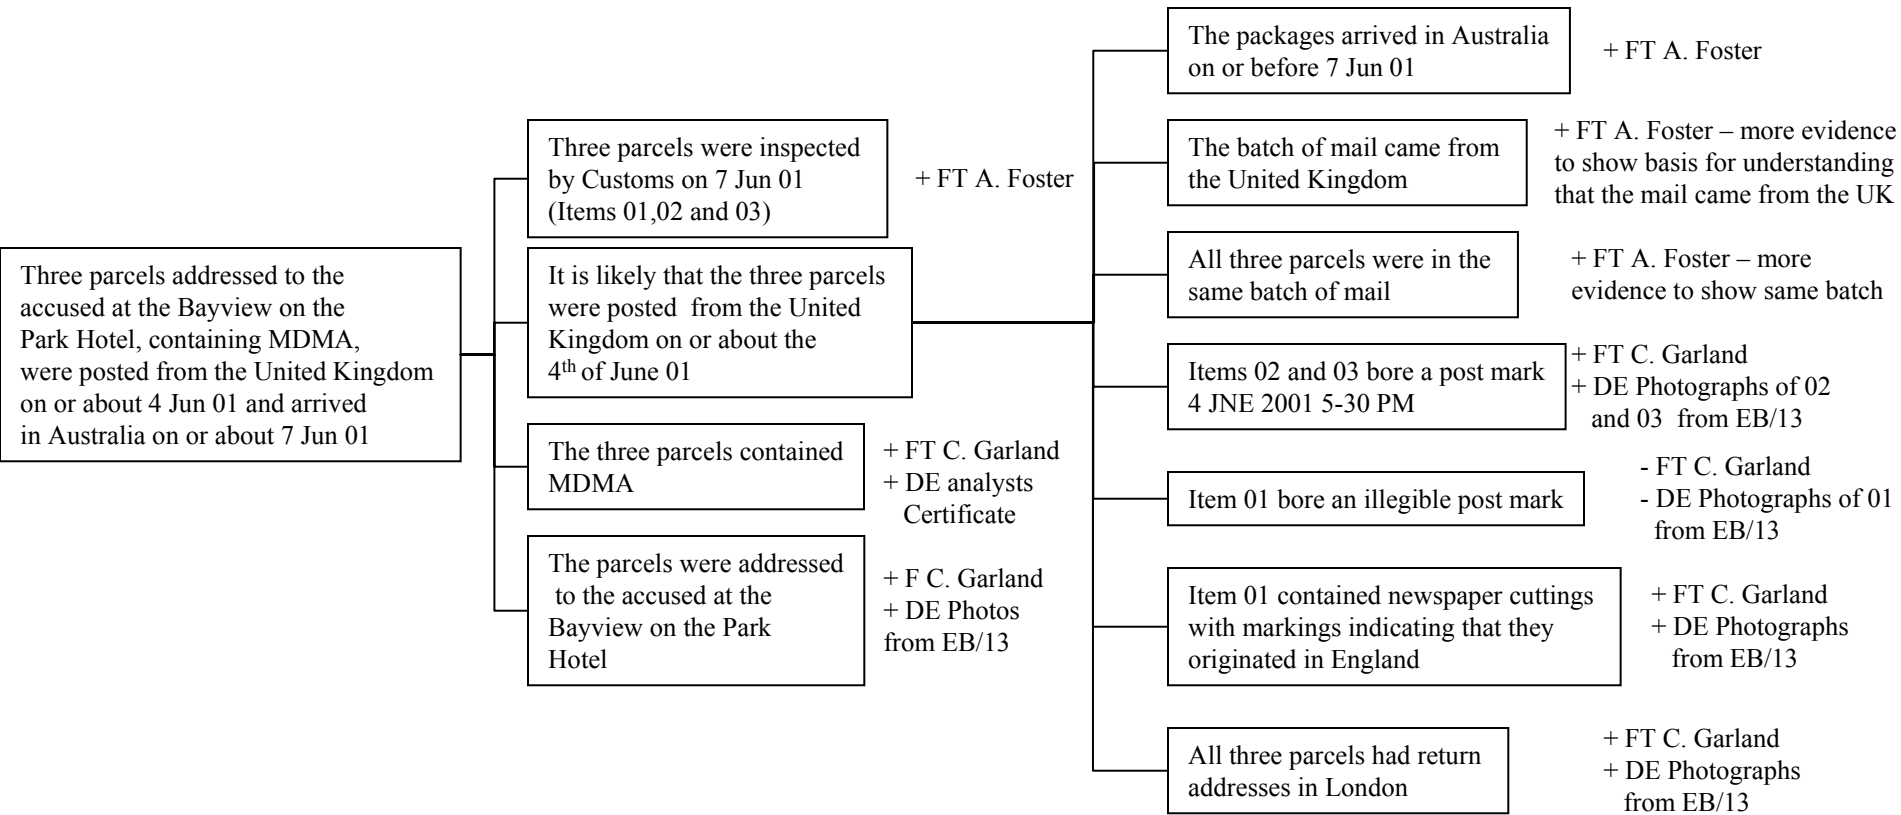 Three parcels addressed to the
accused at the Bayview on the
Park Hotel, containing MDMA,
were posted from the United Kingdom
on or about 4 Jun 01 and arrived
in Australia on or about 7 Jun 01
Three parcels were inspected
by Customs on 7 Jun 01
(Items 01,02 and 03)
+ FT A. Foster
It is likely that the three parcels
were posted from the United
Kingdom on or about the
4th of June 01
The three parcels contained
MDMA
+ FT C. Garland
+ DE analysts
Certificate
The parcels were addressed
to the accused at the
Bayview on the Park
Hotel
+ F C. Garland
+ DE Photos
from EB/13
The packages arrived in Australia
on or before 7 Jun 01
+ FT A. Foster
The batch of mail came from
the United Kingdom
+ FT A. Foster – more evidence
to show basis for understanding
that the mail came from the UK
All three parcels were in the
same batch of mail
+ FT A. Foster – more
evidence to show same batch
Items 02 and 03 bore a post mark
4 JNE 2001 5-30 PM
+ FT C. Garland
+ DE Photographs of 02
and 03 from EB/13
Item 01 bore an illegible post mark
- FT C. Garland
- DE Photographs of 01
from EB/13
Item 01 contained newspaper cuttings
with markings indicating that they
originated in England
+ FT C. Garland
+ DE Photographs
from EB/13
All three parcels had return
addresses in London
+ FT C. Garland
+ DE Photographs
from EB/13